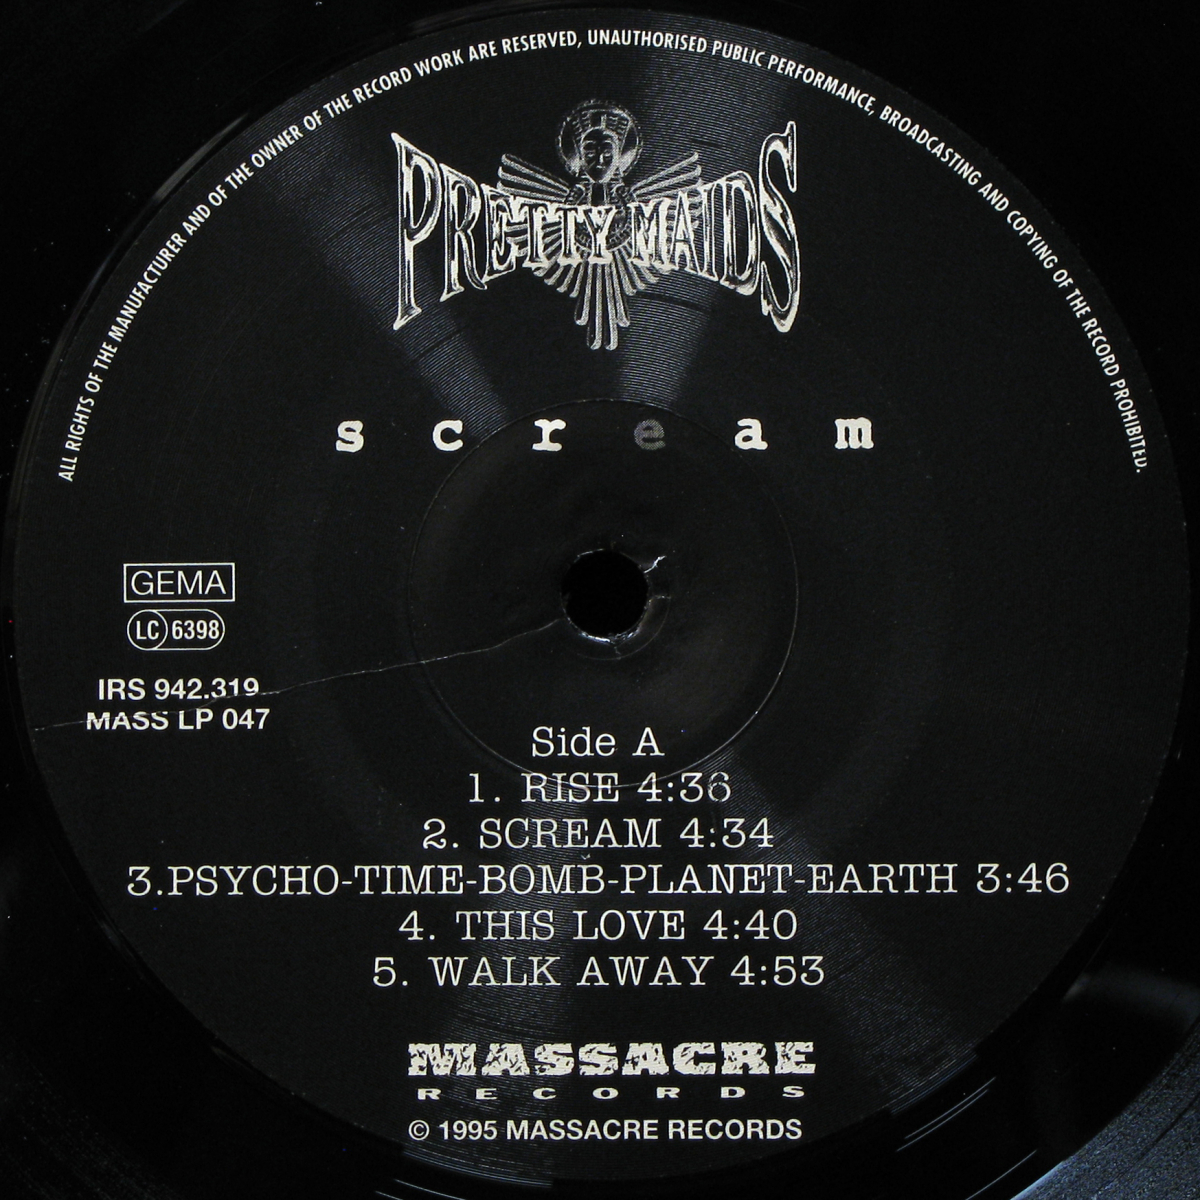 ALL RIGHTS OF THE MANUFACTURER AND OF THE OWNER OF THE RECORD WORK ARE RESERVED, UNAUTHORISED PUBLIC PERFORMANCE, BROADCASTING AND COPYING OF THE RECORD PROHIBITED.
PRETTY MAIDS
scream
GEMA
LC 6398
IRS 942.319
MASS LP 047
Side A
1. RISE 4:36
2. SCREAM 4:34
3.PSYCHO-TIME-BOMB-PLANET-EARTH 3:46
4. THIS LOVE 4:40
5. WALK AWAY 4:53
MASSACRE
RECORDS
© 1995 MASSACRE RECORDS